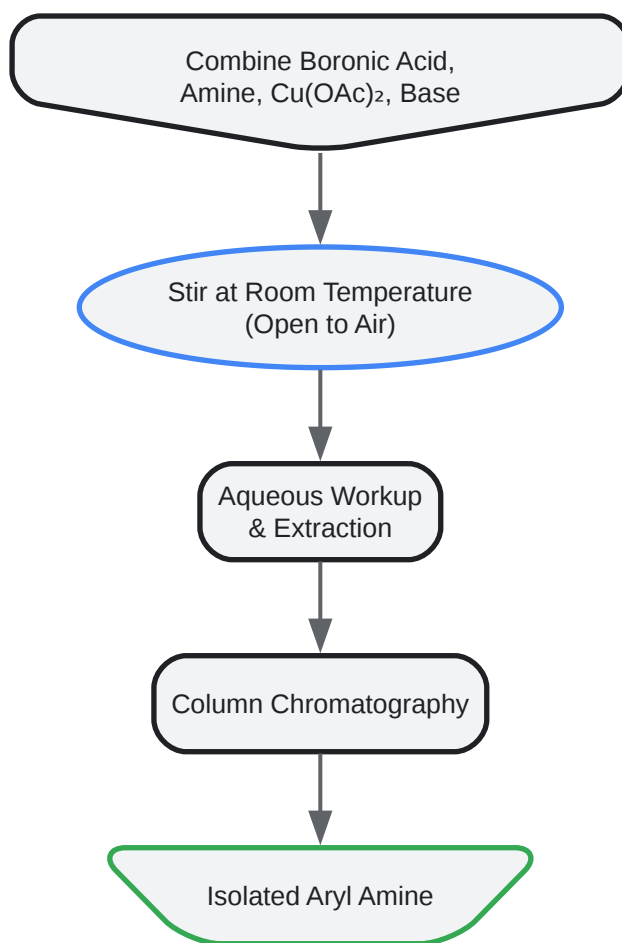 Combine Boronic Acid,
Amine, Cu(OAc)₂, Base
Stir at Room Temperature
(Open to Air)
Aqueous Workup
& Extraction
Column Chromatography
Isolated Aryl Amine